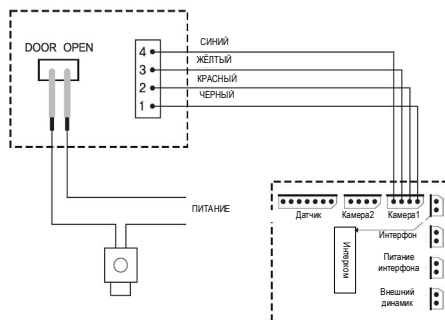 DOOR OPEN
4
3
2
1
СИНИЙ
ЖЁЛТЫЙ
КРАСНЫЙ
ЧЕРНЫЙ
ПИТАНИЕ
Датчик
Камера2
Камера1
Интерком
Интерфон
Питание
интерфона
Внешний
динамик